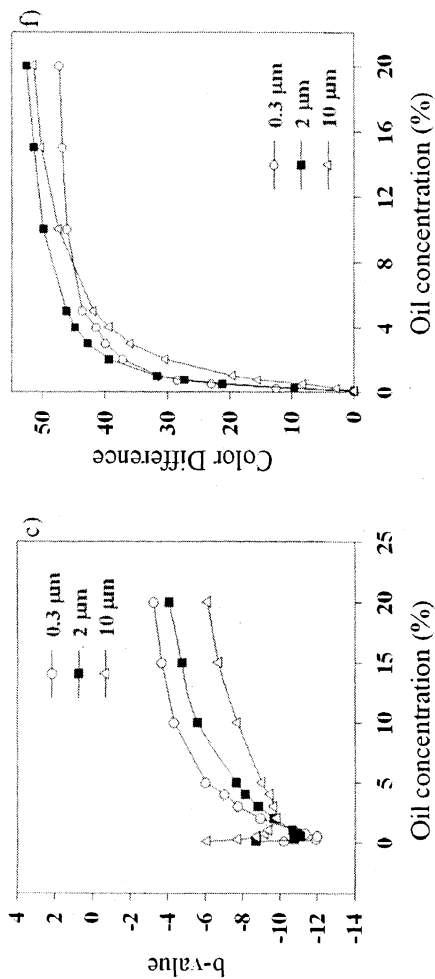 c)
b-value
4
2
0
-2
-4
-6
-8
-10
-12
-14
0.3 μm
2 μm
10 μm
0 5 10 15 20 25
Oil concentration (%)
f)
Color Difference
50
40
30
20
10
0
0.3 μm
2 μm
10 μm
0 4 8 12 16 20
Oil concentration (%)